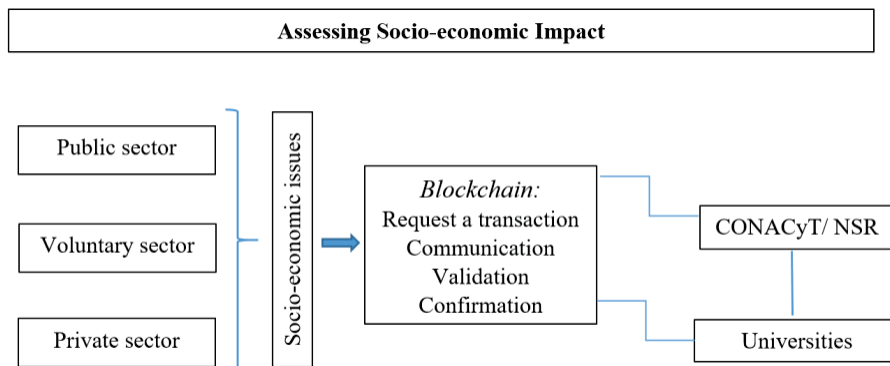 Assessing Socio-economic Impact
Public sector
Voluntary sector
Private sector
Socio-economic issues
Blockchain:
Request a transaction
Communication
Validation
Confirmation
CONACyT/ NSR
Universities